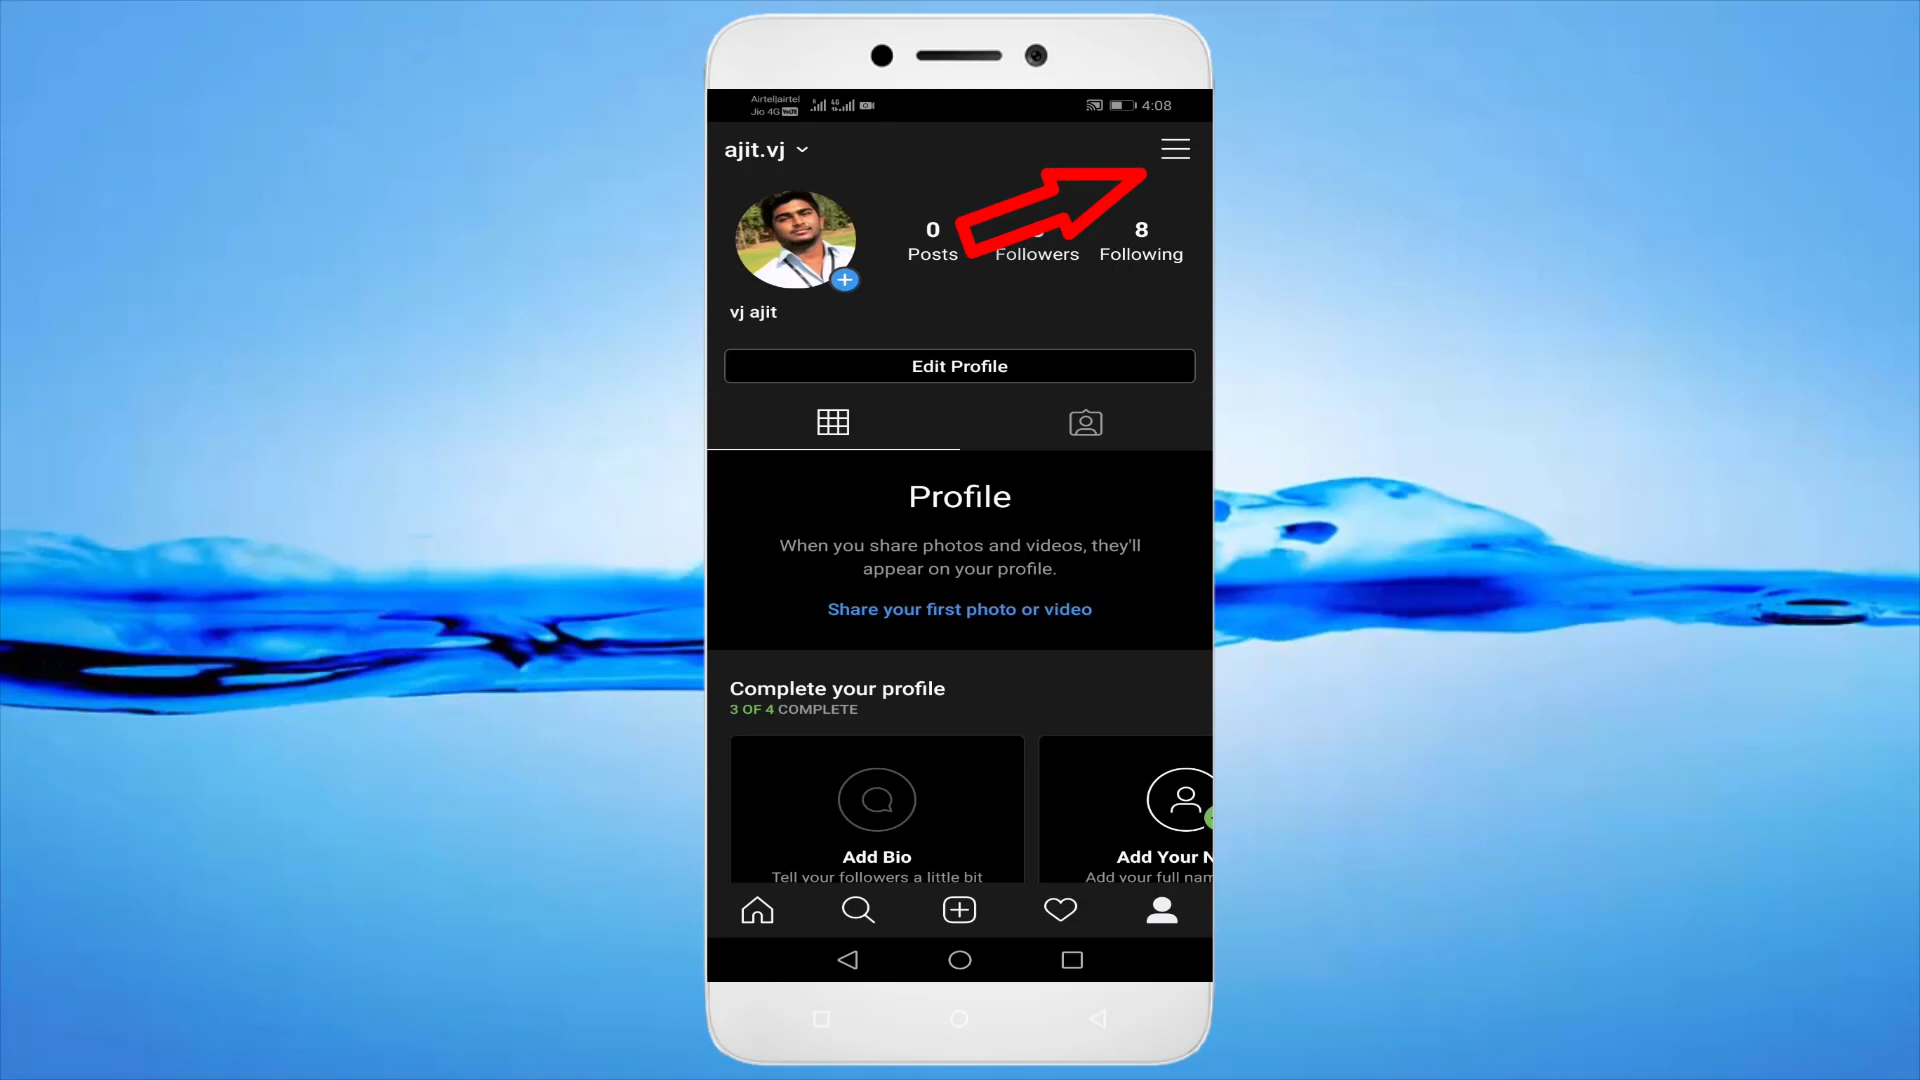 Airtel|airtel
Jio 4G VoLTE
4G
4:08
ajit.vj
0
8
Posts
Followers
Following
vj ajit
Edit Profile
Profile
When you share photos and videos, they'll
appear on your profile.
Share your first photo or video
Complete your profile
3 OF 4 COMPLETE
Add Bio
Tell your followers a little bit
Add Your N
Add your full nam